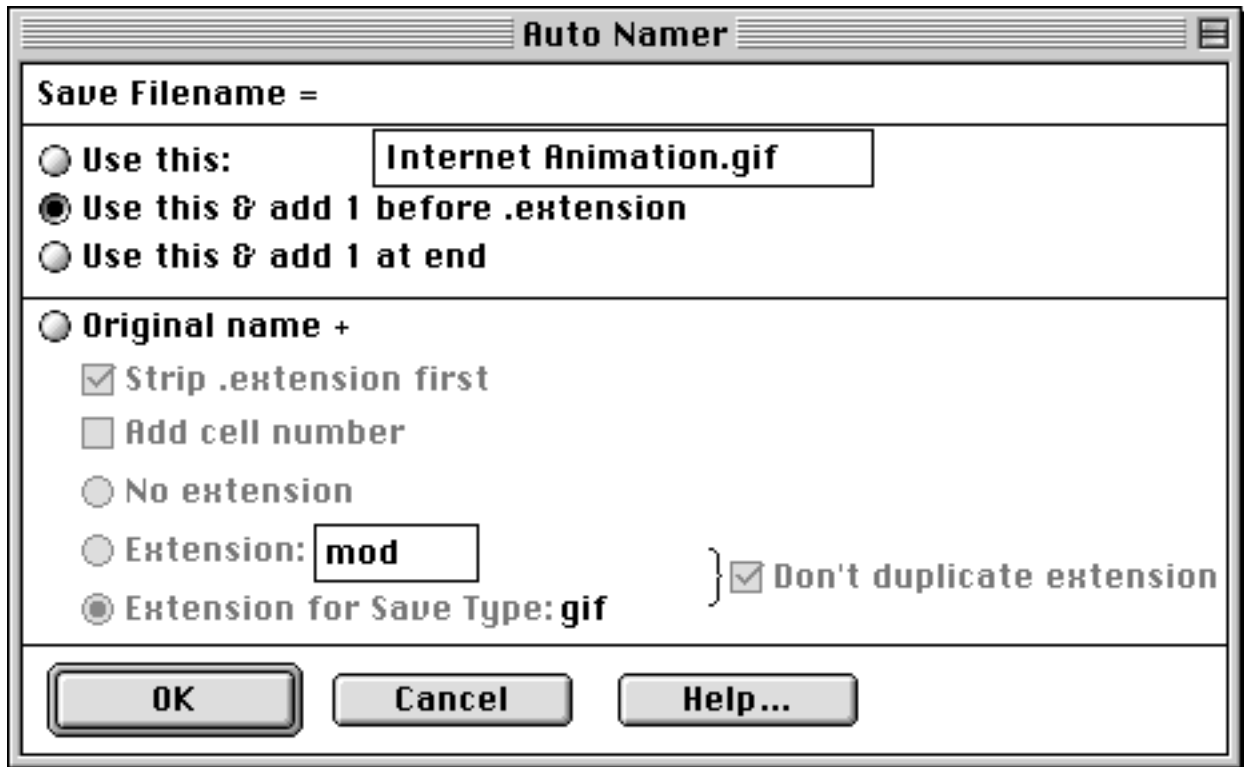 Auto Namer
Save Filename =
Use this: Internet Animation.gif
Use this & add 1 before .extension
Use this & add 1 at end
Original name +
Strip .extension first
Add cell number
No extension
Extension: mod
Don't duplicate extension
Extension for Save Type: gif
OK Cancel Help...